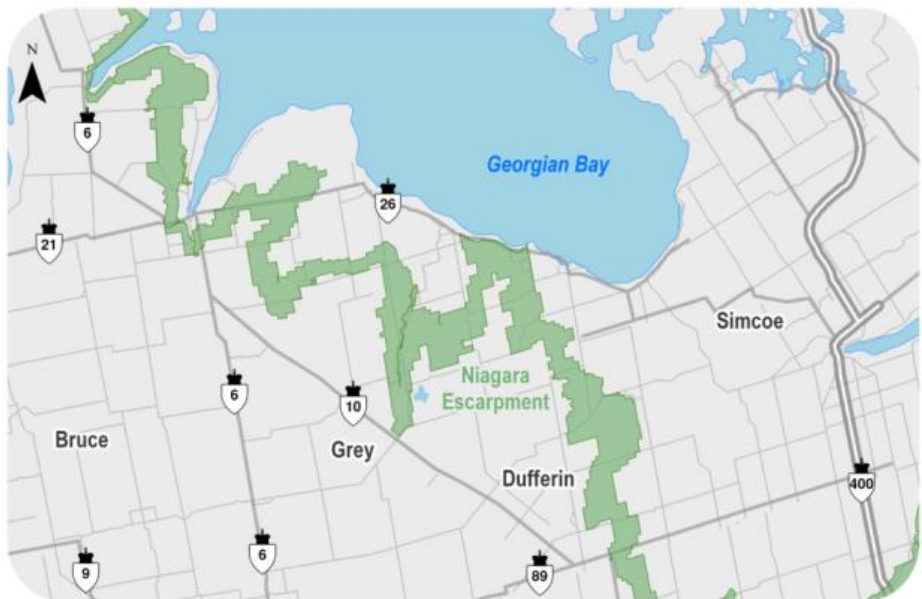 N
6
Georgian Bay
26
21
Simcoe
Niagara
Escarpment
6
10
Bruce
Grey
Dufferin
400
6
9
89